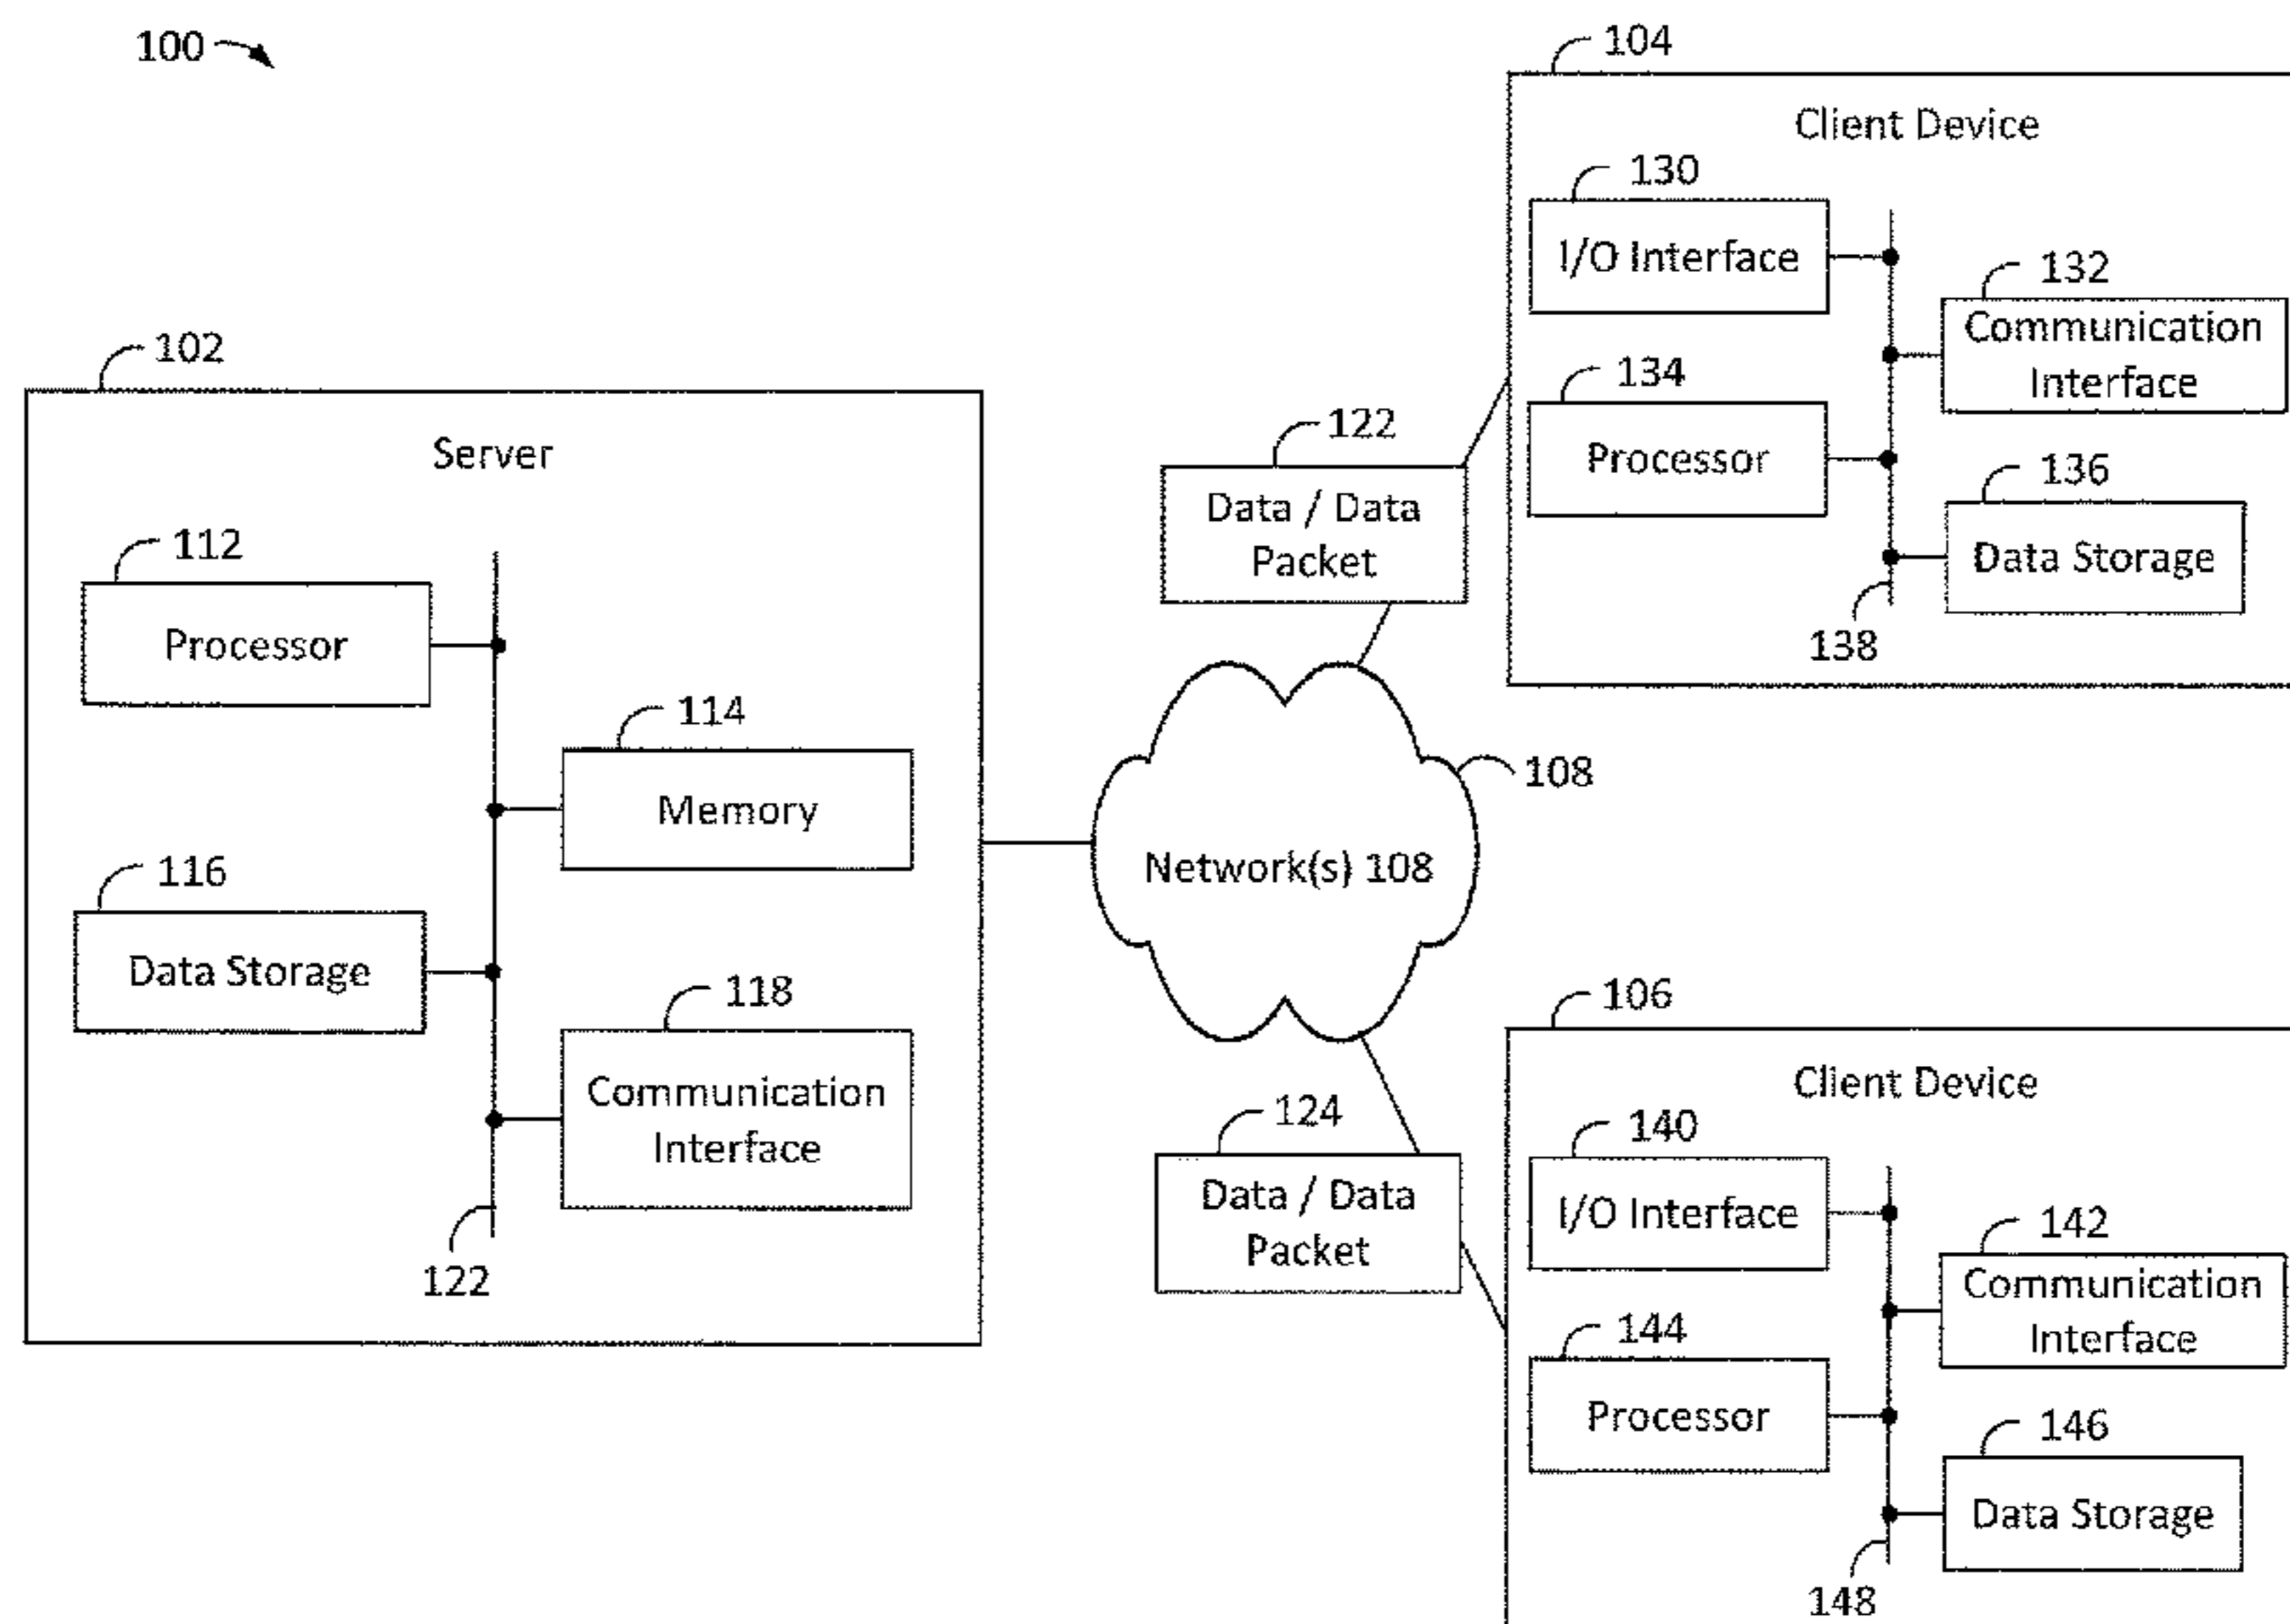 100
102
Server
112
Processor
114
Memory
116
Data Storage
118
Communication
Interface
122
122
Data / Data
Packet
108
Network(s) 108
124
Data / Data
Packet
104
Client Device
130
I/O Interface
132
Communication
Interface
134
Processor
136
Data Storage
138
106
Client Device
140
I/O Interface
142
Communication
Interface
144
Processor
146
Data Storage
148